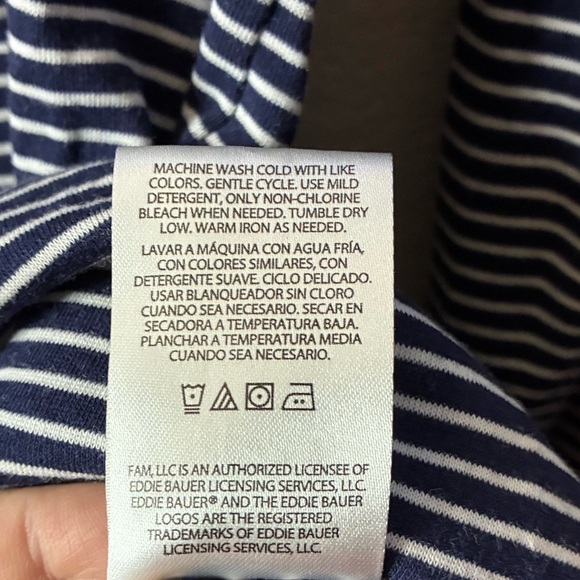 MACHINE WASH COLD WITH LIKE
COLORS. GENTLE CYCLE. USE MILD
DETERGENT, ONLY NON-CHLORINE
BLEACH WHEN NEEDED. TUMBLE DRY
LOW. WARM IRON AS NEEDED.
LAVAR A MÁQUINA CON AGUA FRÍA,
CON COLORES SIMILARES, CON
DETERGENTE SUAVE. CICLO DELICADO.
USAR BLANQUEADOR SIN CLORO
CUANDO SEA NECESARIO. SECAR EN
SECADORA A TEMPERATURA BAJA.
PLANCHAR A TEMPERATURA MEDIA
CUANDO SEA NECESARIO.
FAM, LLC IS AN AUTHORIZED LICENSEE OF
EDDIE BAUER LICENSING SERVICES, LLC.
EDDIE BAUER® AND THE EDDIE BAUER
LOGOS ARE THE REGISTERED
TRADEMARKS OF EDDIE BAUER
LICENSING SERVICES, LLC.